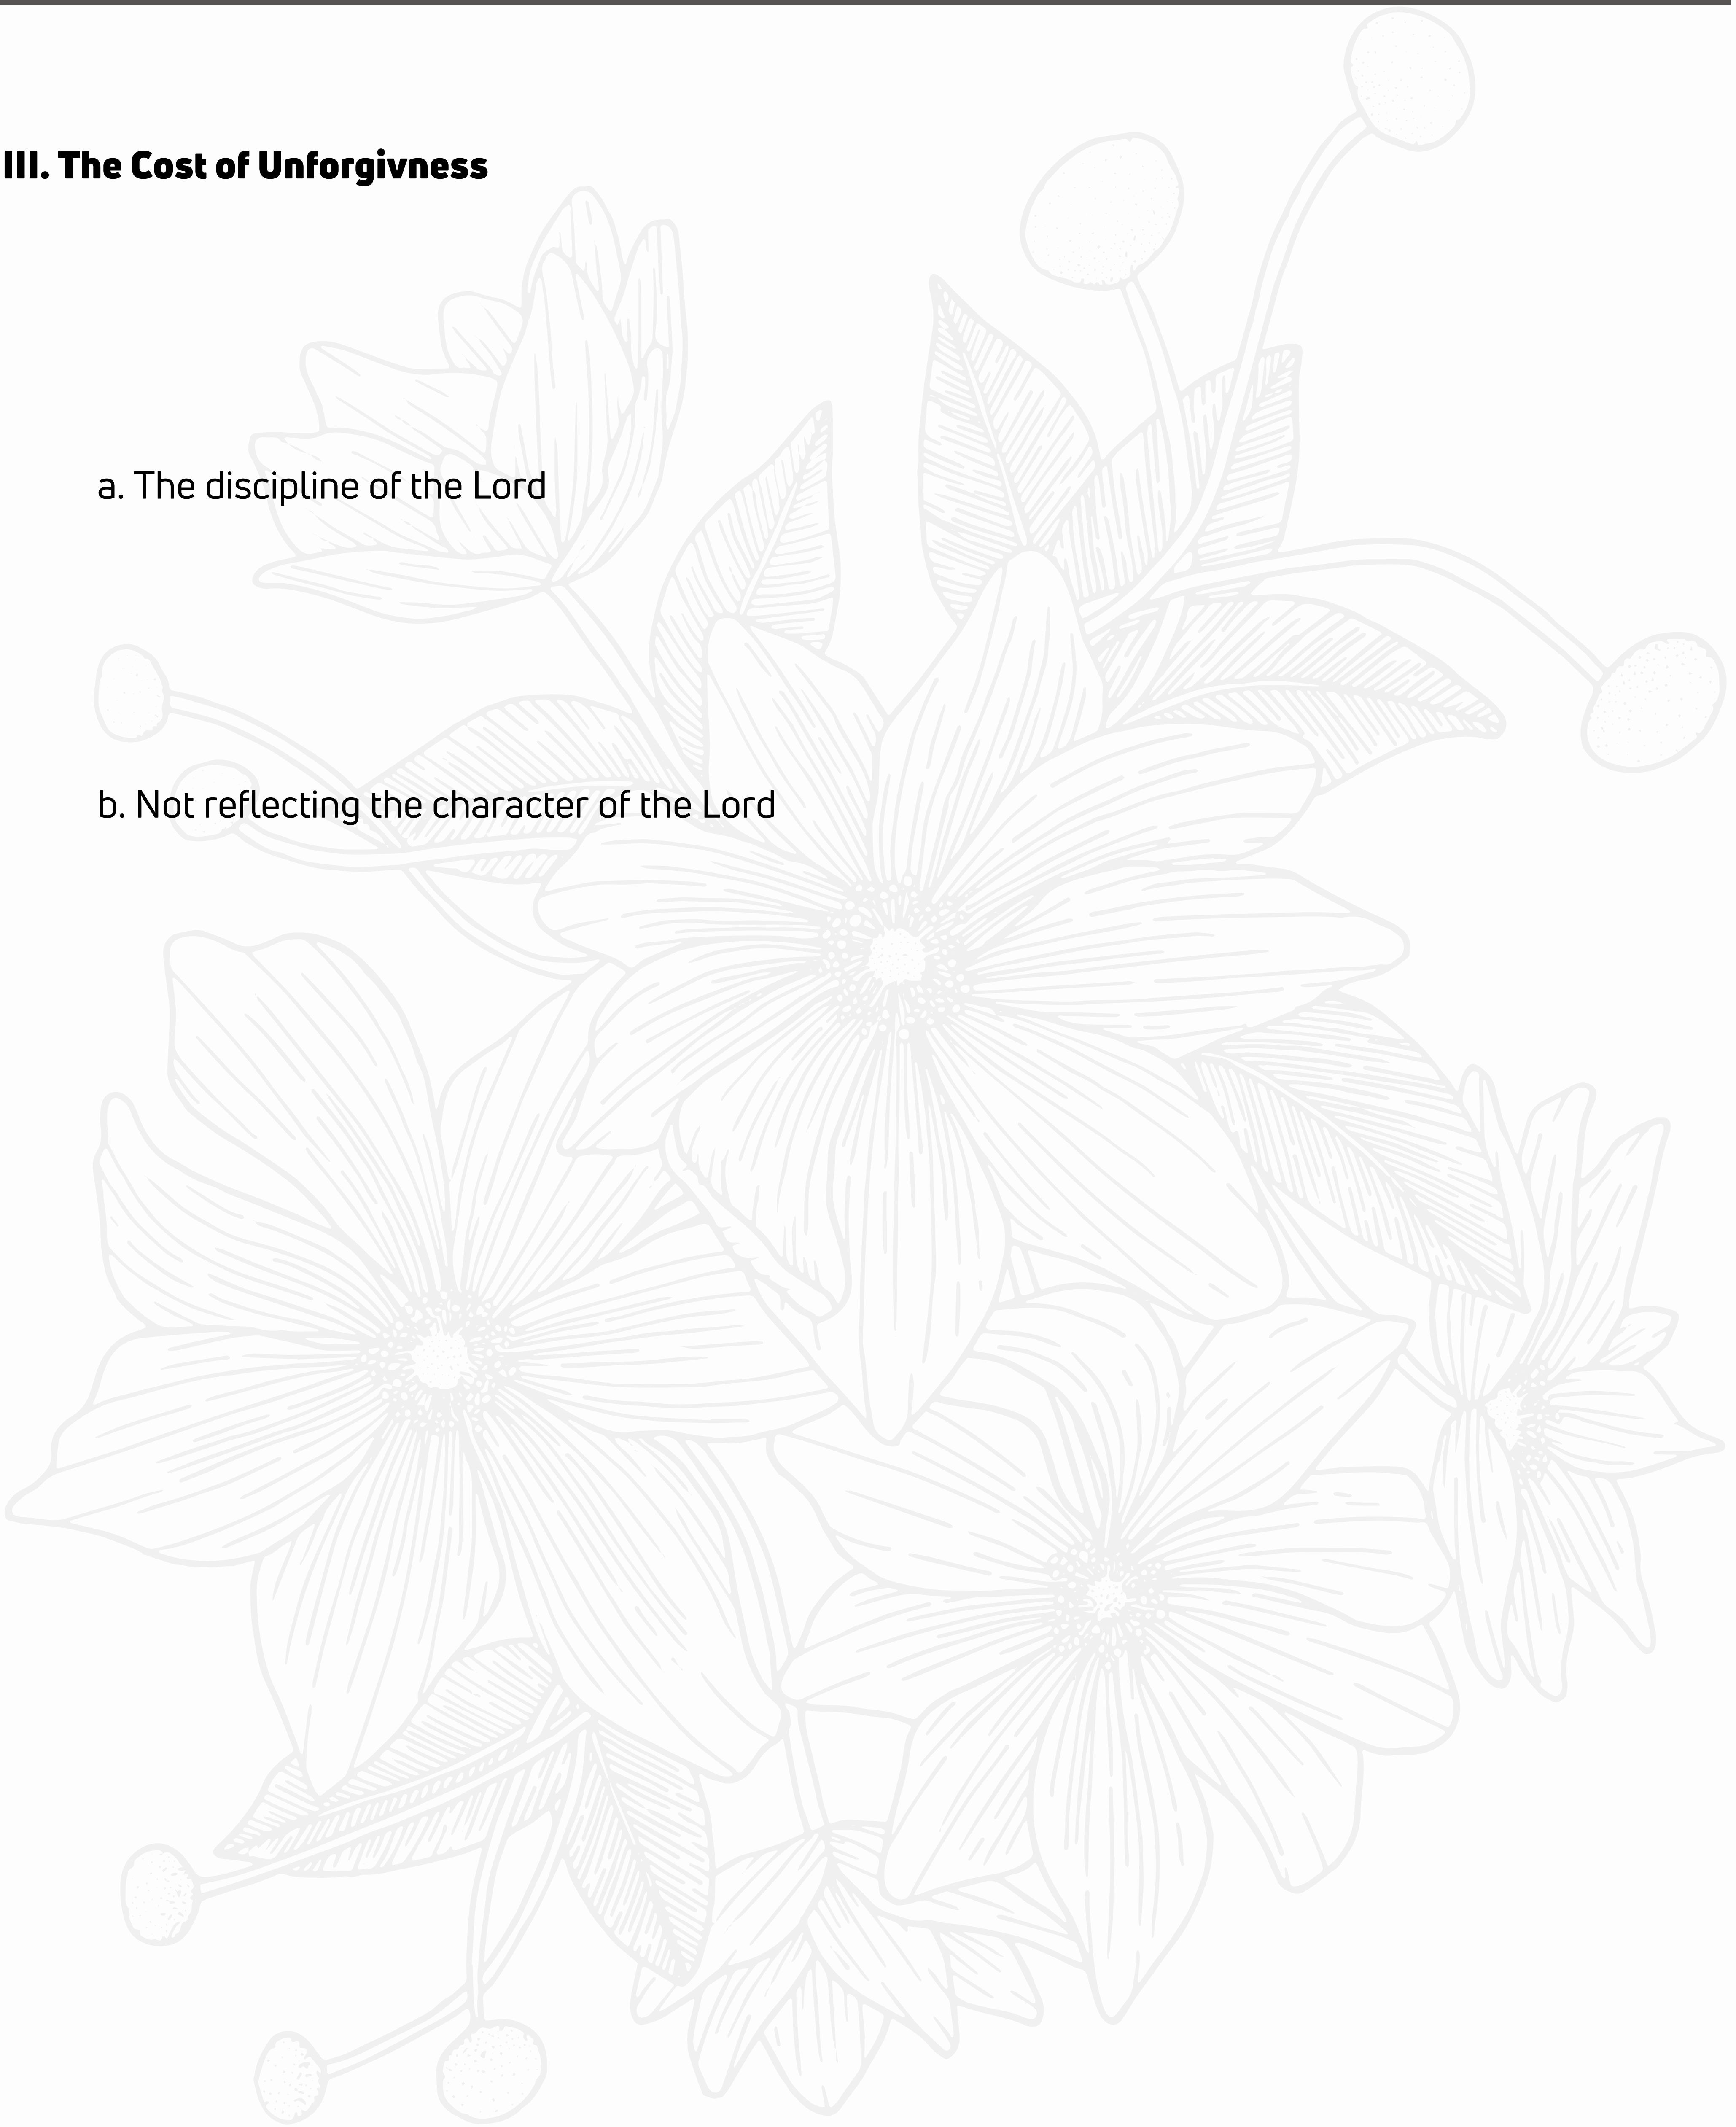 III. The Cost of Unforgivness
a. The discipline of the Lord
b. Not reflecting the character of the Lord